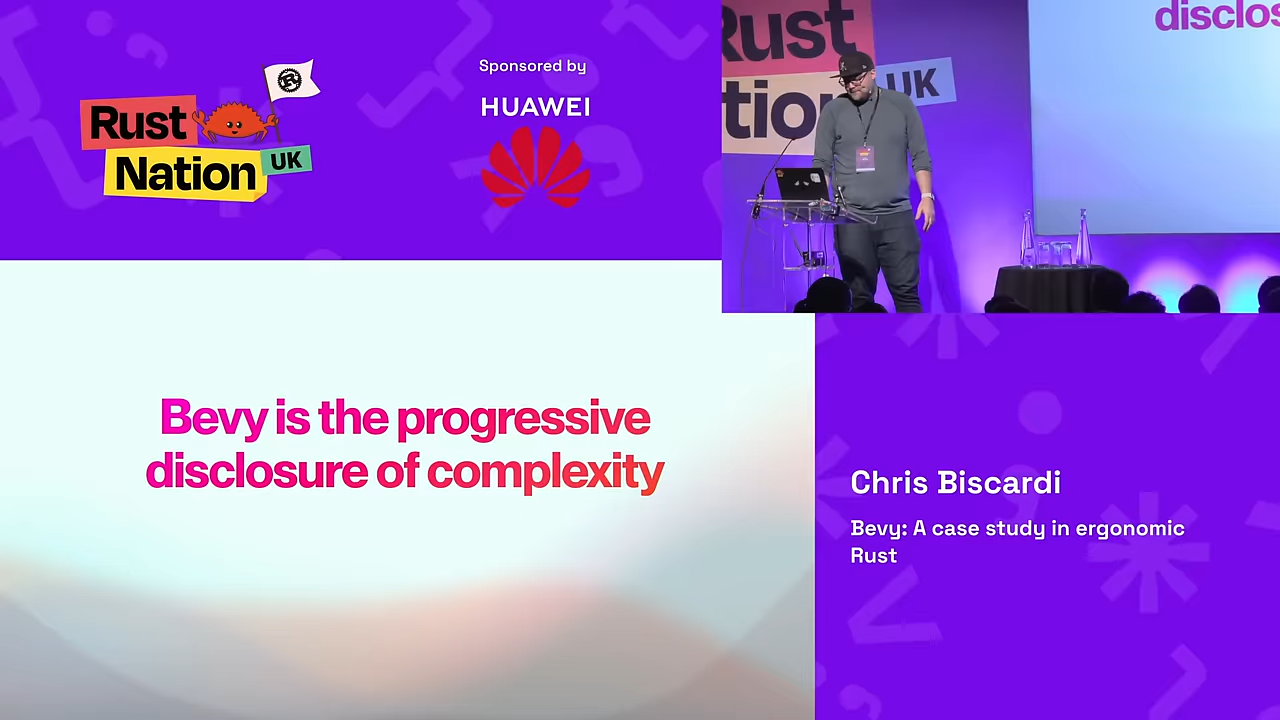 Rust
Nation
UK
Sponsored by
HUAWEI
Rust
UK
disclos
Bevy is the progressive
disclosure of complexity
Chris Biscardi
Bevy: A case study in ergonomic
Rust